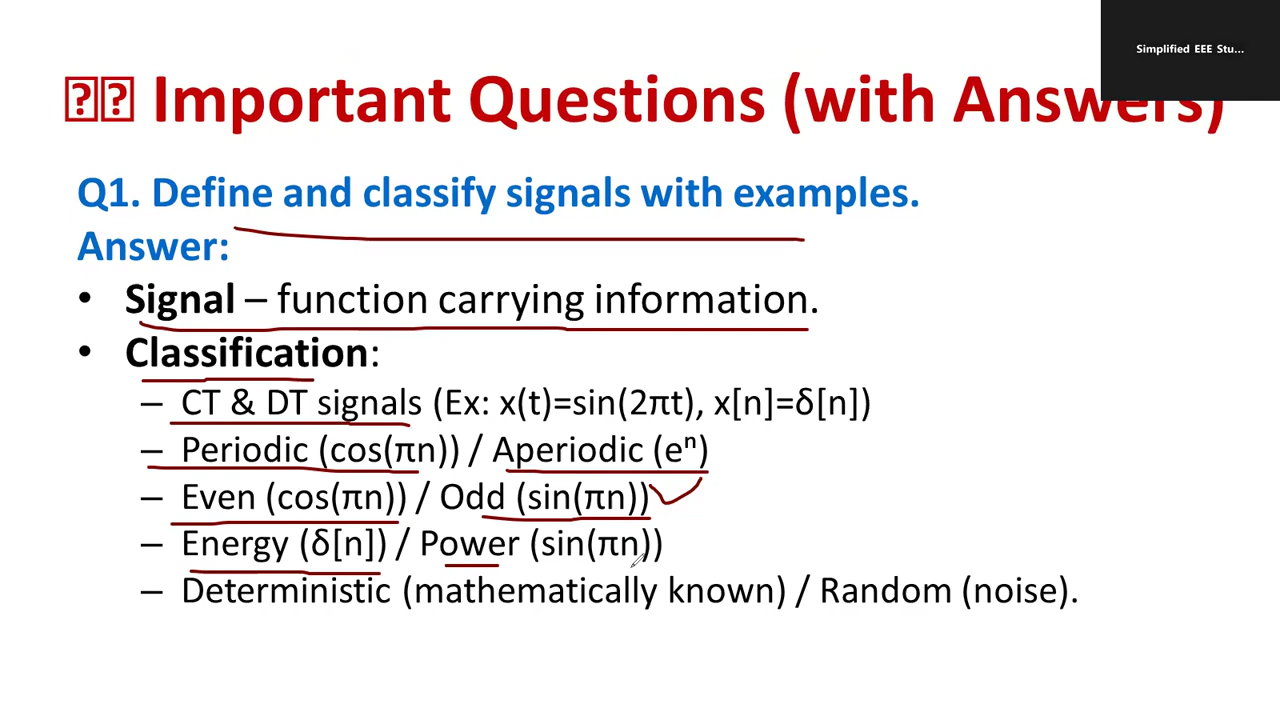 Simplified EEE Stu...
Important Questions (with Answers)
Q1. Define and classify signals with examples.
Answer:
• Signal – function carrying information.
• Classification:
– CT & DT signals (Ex: x(t)=sin(2πt), x[n]=δ[n])
– Periodic (cos(πn)) / Aperiodic (eⁿ)
– Even (cos(πn)) / Odd (sin(πn))
– Energy (δ[n]) / Power (sin(πn))
– Deterministic (mathematically known) / Random (noise).